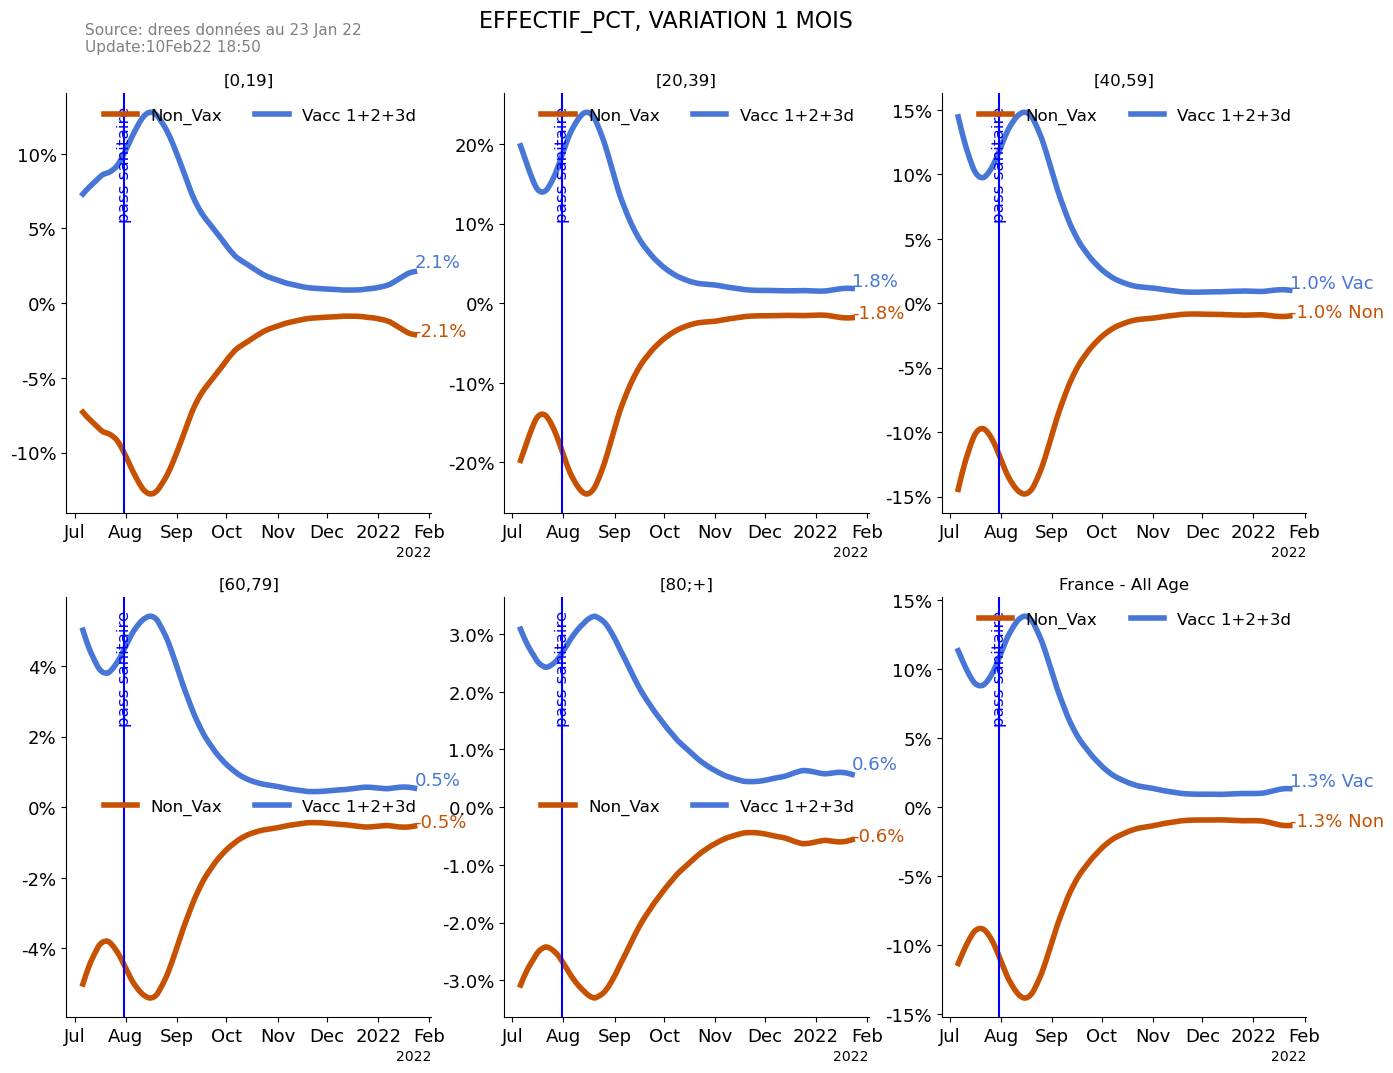 EFFECTIF_PCT, VARIATION 1 MOIS
Source: drees données au 23 Jan 22
Update:10Feb22 18:50
[0,19]
Non_Vax
Vacc 1+2+3d
pass sanitaire
10%
5%
0%
-5%
-10%
2.1%
-2.1%
Jul Aug Sep Oct Nov Dec 2022 Feb
2022
[20,39]
Non_Vax
Vacc 1+2+3d
pass sanitaire
20%
10%
0%
-10%
-20%
1.8%
-1.8%
Jul Aug Sep Oct Nov Dec 2022 Feb
2022
[40,59]
Non_Vax
Vacc 1+2+3d
pass sanitaire
15%
10%
5%
0%
-5%
-10%
-15%
1.0% Vac
-1.0% Non
Jul Aug Sep Oct Nov Dec 2022 Feb
2022
[60,79]
pass sanitaire
4%
2%
0%
-2%
-4%
Non_Vax
Vacc 1+2+3d
0.5%
-0.5%
Jul Aug Sep Oct Nov Dec 2022 Feb
2022
[80;+]
pass sanitaire
3.0%
2.0%
1.0%
0.0%
-1.0%
-2.0%
-3.0%
Non_Vax
Vacc 1+2+3d
0.6%
-0.6%
Jul Aug Sep Oct Nov Dec 2022 Feb
2022
France - All Age
Non_Vax
Vacc 1+2+3d
pass sanitaire
15%
10%
5%
0%
-5%
-10%
-15%
1.3% Vac
-1.3% Non
Jul Aug Sep Oct Nov Dec 2022 Feb
2022